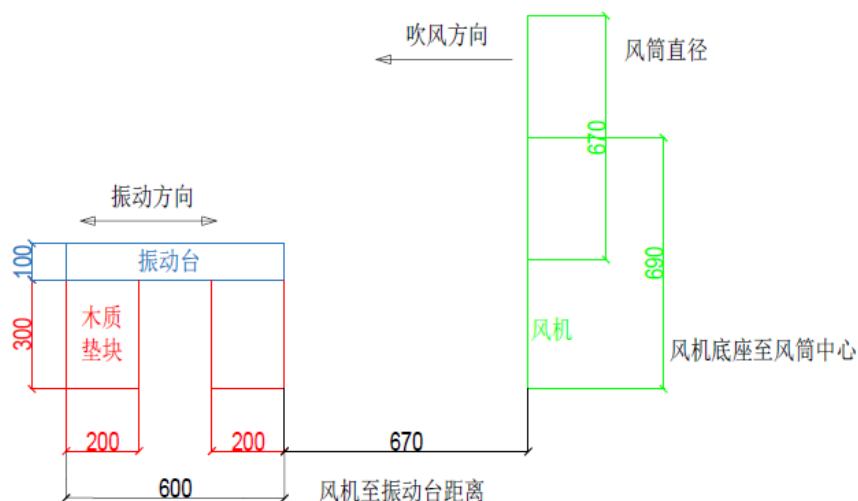 吹风方向
风筒直径
670
振动方向
100
振动台
690
300
木质
垫块
风机
风机底座至风筒中心
200
200
670
600
风机至振动台距离